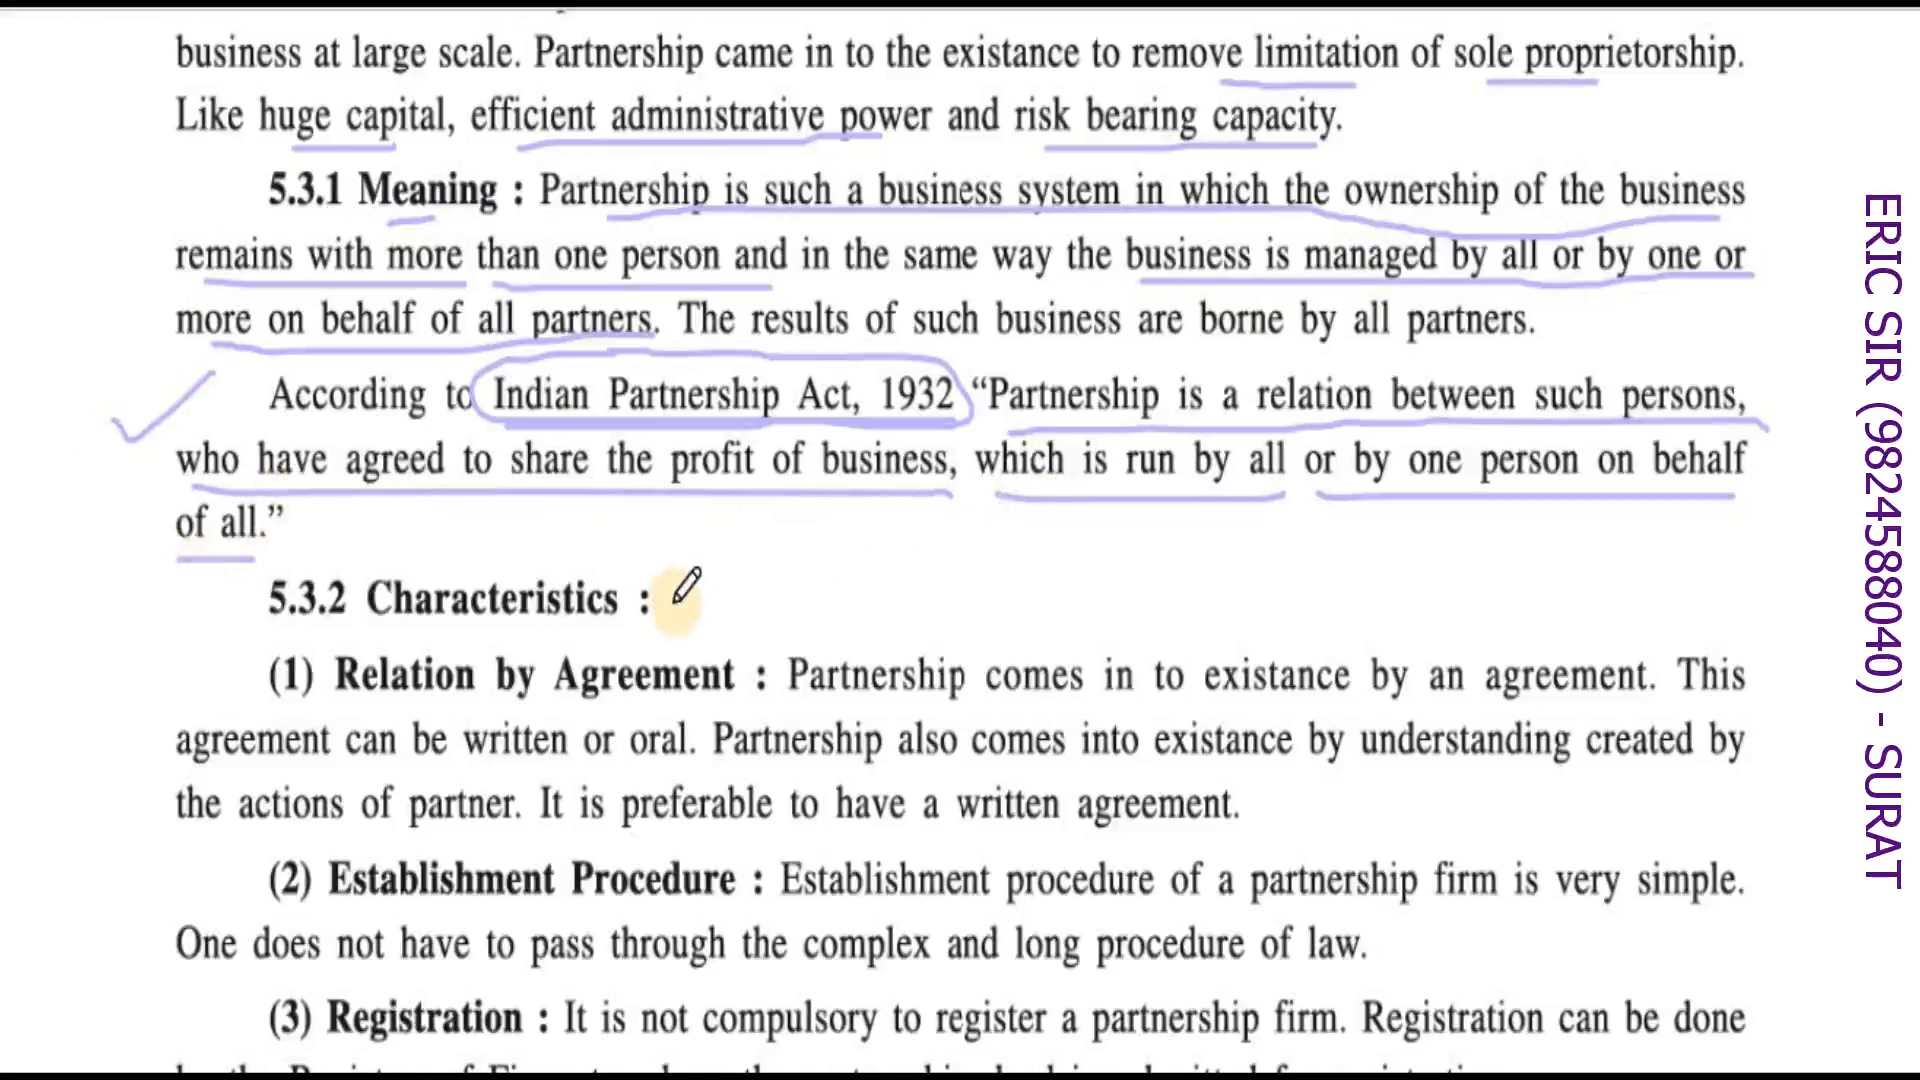 business at large scale. Partnership came in to the existance to remove limitation of sole proprietorship.
Like huge capital, efficient administrative power and risk bearing capacity.
5.3.1 Meaning : Partnership is such a business system in which the ownership of the business
remains with more than one person and in the same way the business is managed by all or by one or
more on behalf of all partners. The results of such business are borne by all partners.
According to Indian Partnership Act, 1932 “Partnership is a relation between such persons,
who have agreed to share the profit of business, which is run by all or by one person on behalf
of all.”
5.3.2 Characteristics :
(1) Relation by Agreement : Partnership comes in to existance by an agreement. This
agreement can be written or oral. Partnership also comes into existance by understanding created by
the actions of partner. It is preferable to have a written agreement.
(2) Establishment Procedure : Establishment procedure of a partnership firm is very simple.
One does not have to pass through the complex and long procedure of law.
(3) Registration : It is not compulsory to register a partnership firm. Registration can be done
ERIC SIR (9824588040) - SURAT